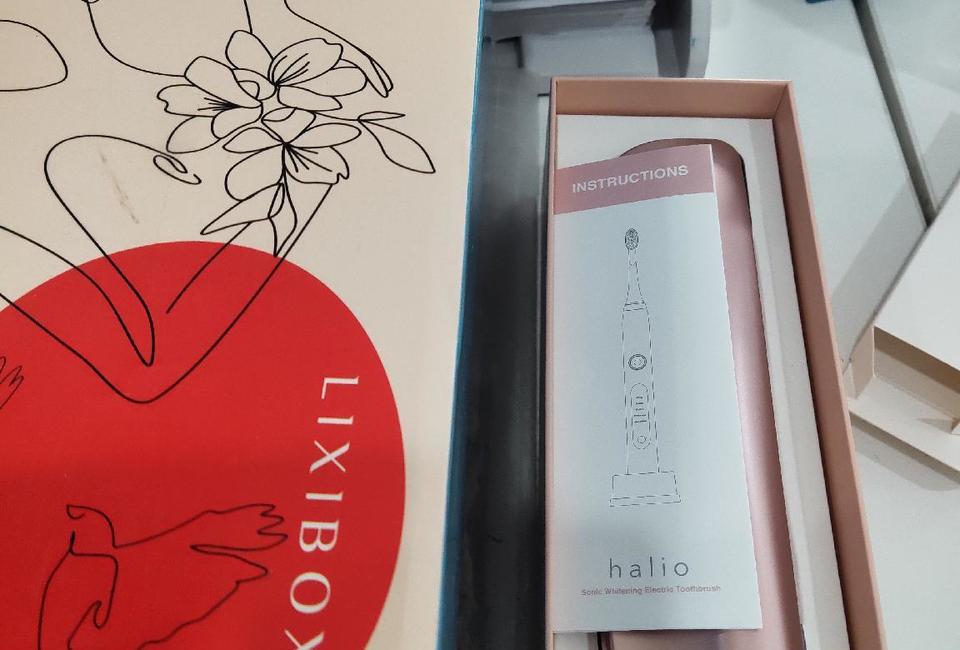 LIXIBOX
INSTRUCTIONS
halio
Sonic Whitening Electric Toothbrush